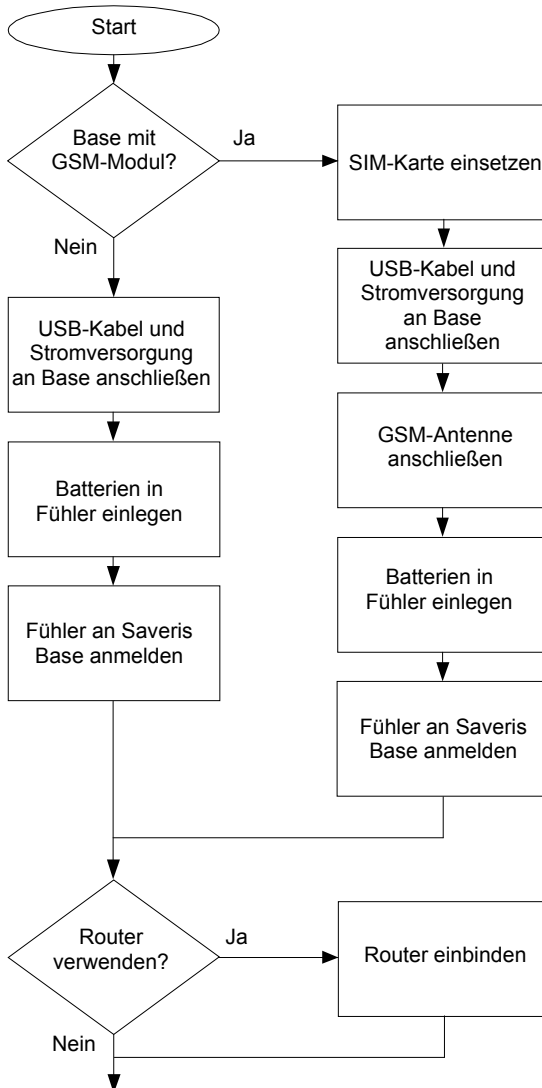 Start
Base mit
GSM-Modul?
Ja
SIM-Karte einsetzen
Nein
USB-Kabel und
Stromversorgung
an Base anschließen
USB-Kabel und
Stromversorgung
an Base
anschließen
GSM-Antenne
anschließen
Batterien in
Fühler einlegen
Batterien in
Fühler einlegen
Fühler an Saveris
Base anmelden
Fühler an Saveris
Base anmelden
Router
verwenden?
Ja
Router einbinden
Nein